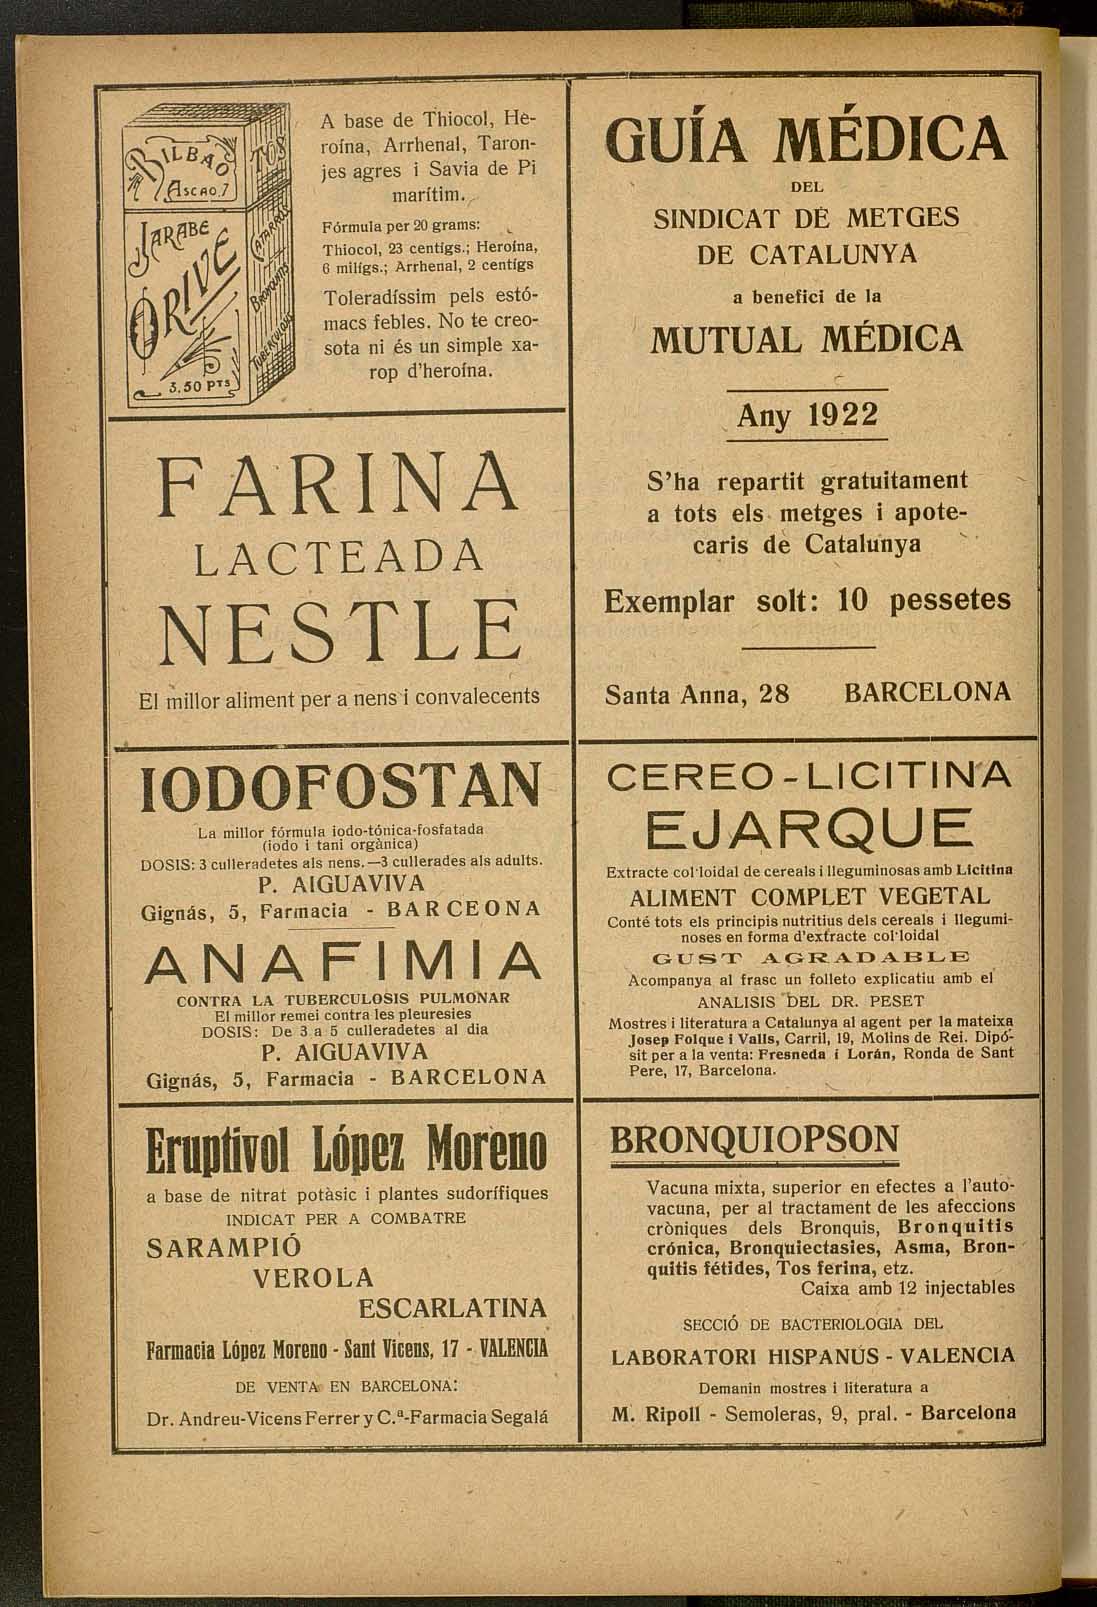 BILBAO
Ascao, 7
TOS
JARABE
ORIVE
CATARROS
BRONQUITIS
TUBERCULOSIS
3.50 PTS
A base de Thiocol, He-
roína, Arrhenal, Taron-
jes agres i Savia de Pi
marítim.
Fórmula per 20 grams:
Thiocol, 23 centigs.; Heroína,
6 miligs.; Arrhenal, 2 centigs
Toleradíssim pels estó-
macs febles. No te creo-
sota ni és un simple xa-
rop d'heroína.
FARINA
LACTEADA
NESTLE
El millor aliment per a nens i convalecents
IODOFOSTAN
La millor fórmula iodo-tónica-fosfatada
(iodo i tani orgànica)
DOSIS: 3 culleradetes als nens.—3 cullerades als adults.
P. AIGUAVIVA
Gignás, 5, Farmacia - BARCEONA
ANAFIMIA
CONTRA LA TUBERCULOSIS PULMONAR
El millor remei contra les pleuresies
DOSIS: De 3 a 5 culleradetes al dia
P. AIGUAVIVA
Gignás, 5, Farmacia - BARCELONA
Eruptivol López Moreno
a base de nitrat potàsic i plantes sudorífiques
INDICAT PER A COMBATRE
SARAMPIÓ
VEROLA
ESCARLATINA
Farmacia López Moreno - Sant Vicens, 17 - VALENCIA
DE VENTA EN BARCELONA:
Dr. Andreu-Vicens Ferrer y C.ª-Farmacia Segalá
GUÍA MÉDICA
DEL
SINDICAT DE METGES
DE CATALUNYA
a benefici de la
MUTUAL MÉDICA
Any 1922
S'ha repartit gratuitament
a tots els metges i apote-
caris de Catalunya
Exemplar solt: 10 pessetes
Santa Anna, 28 BARCELONA
CEREO-LICITINA
EJARQUE
Extracte col·loidal de cereals i lleguminosas amb Licitina
ALIMENT COMPLET VEGETAL
Conté tots els principis nutritius dels cereals i llegumi-
noses en forma d'extracte col·loidal
GUST AGRADABLE
Acompanya al frasc un folleto explicatiu amb el
ANALISIS DEL DR. PESET
Mostres i literatura a Catalunya al agent per la mateixa
Josep Folque i Valls, Carril, 19, Molins de Rei. Dipó-
sit per a la venta: Fresneda i Lorán, Ronda de Sant
Pere, 17, Barcelona.
BRONQUIOPSON
Vacuna mixta, superior en efectes a l'auto-
vacuna, per al tractament de les afeccions
cròniques dels Bronquis, Bronquitis
crónica, Bronquiectasies, Asma, Bron-
quitis fétides, Tos ferina, etz.
Caixa amb 12 injectables
SECCIÓ DE BACTERIOLOGIA DEL
LABORATORI HISPANUS - VALENCIA
Demanin mostres i literatura a
M. Ripoll - Semoleras, 9, pral. - Barcelona